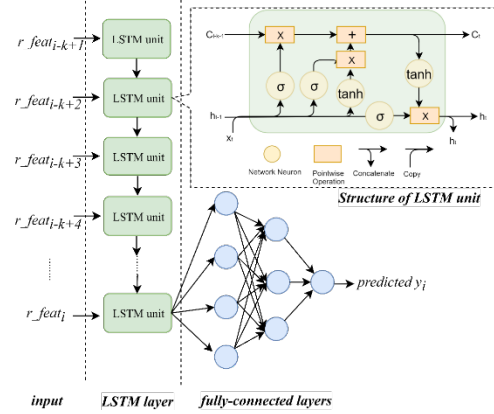 r_feat_{i-k+1}
LSTM unit
r_feat_{i-k+2}
LSTM unit
r_feat_{i-k+3}
LSTM unit
r_feat_{i-k+4}
LSTM unit
......
r_feat_i
LSTM unit
x
+
C_t
x
σ
σ
tanh
tanh
h_{t-1}
x_t
σ
x
h_t
h_t
Network Neuron
Pointwise Operation
Concatenate
Copy
Structure of LSTM unit
predicted y_i
input
LSTM layer
fully-connected layers